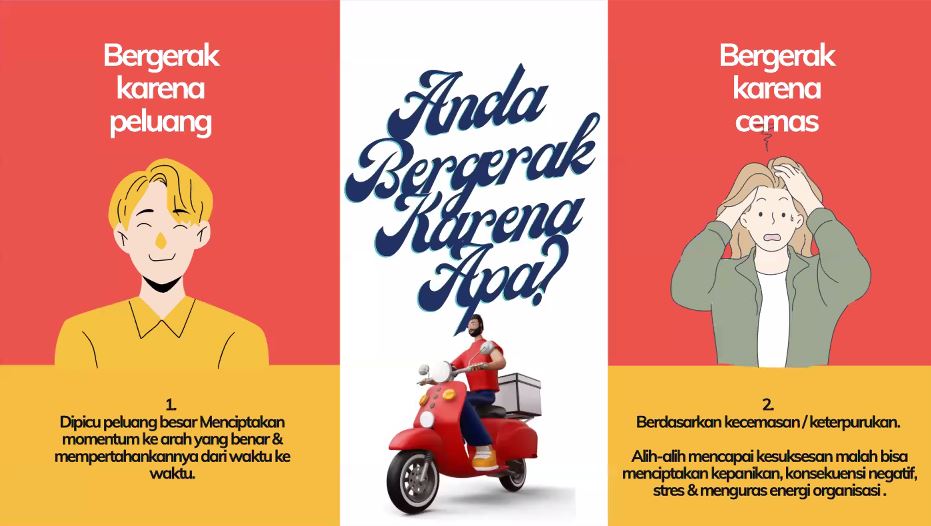 Bergerak
karena
peluang
1.
Dipicu peluang besar Menciptakan
momentum ke arah yang benar &
mempertahankannya dari waktu ke
waktu.
Anda
Bergerak
Karena
Apa?
Bergerak
karena
cemas
2.
Berdasarkan kecemasan / keterpurukan.
Alih-alih mencapai kesuksesan malah bisa
menciptakan kepanikan, konsekuensi negatif,
stres & menguras energi organisasi .